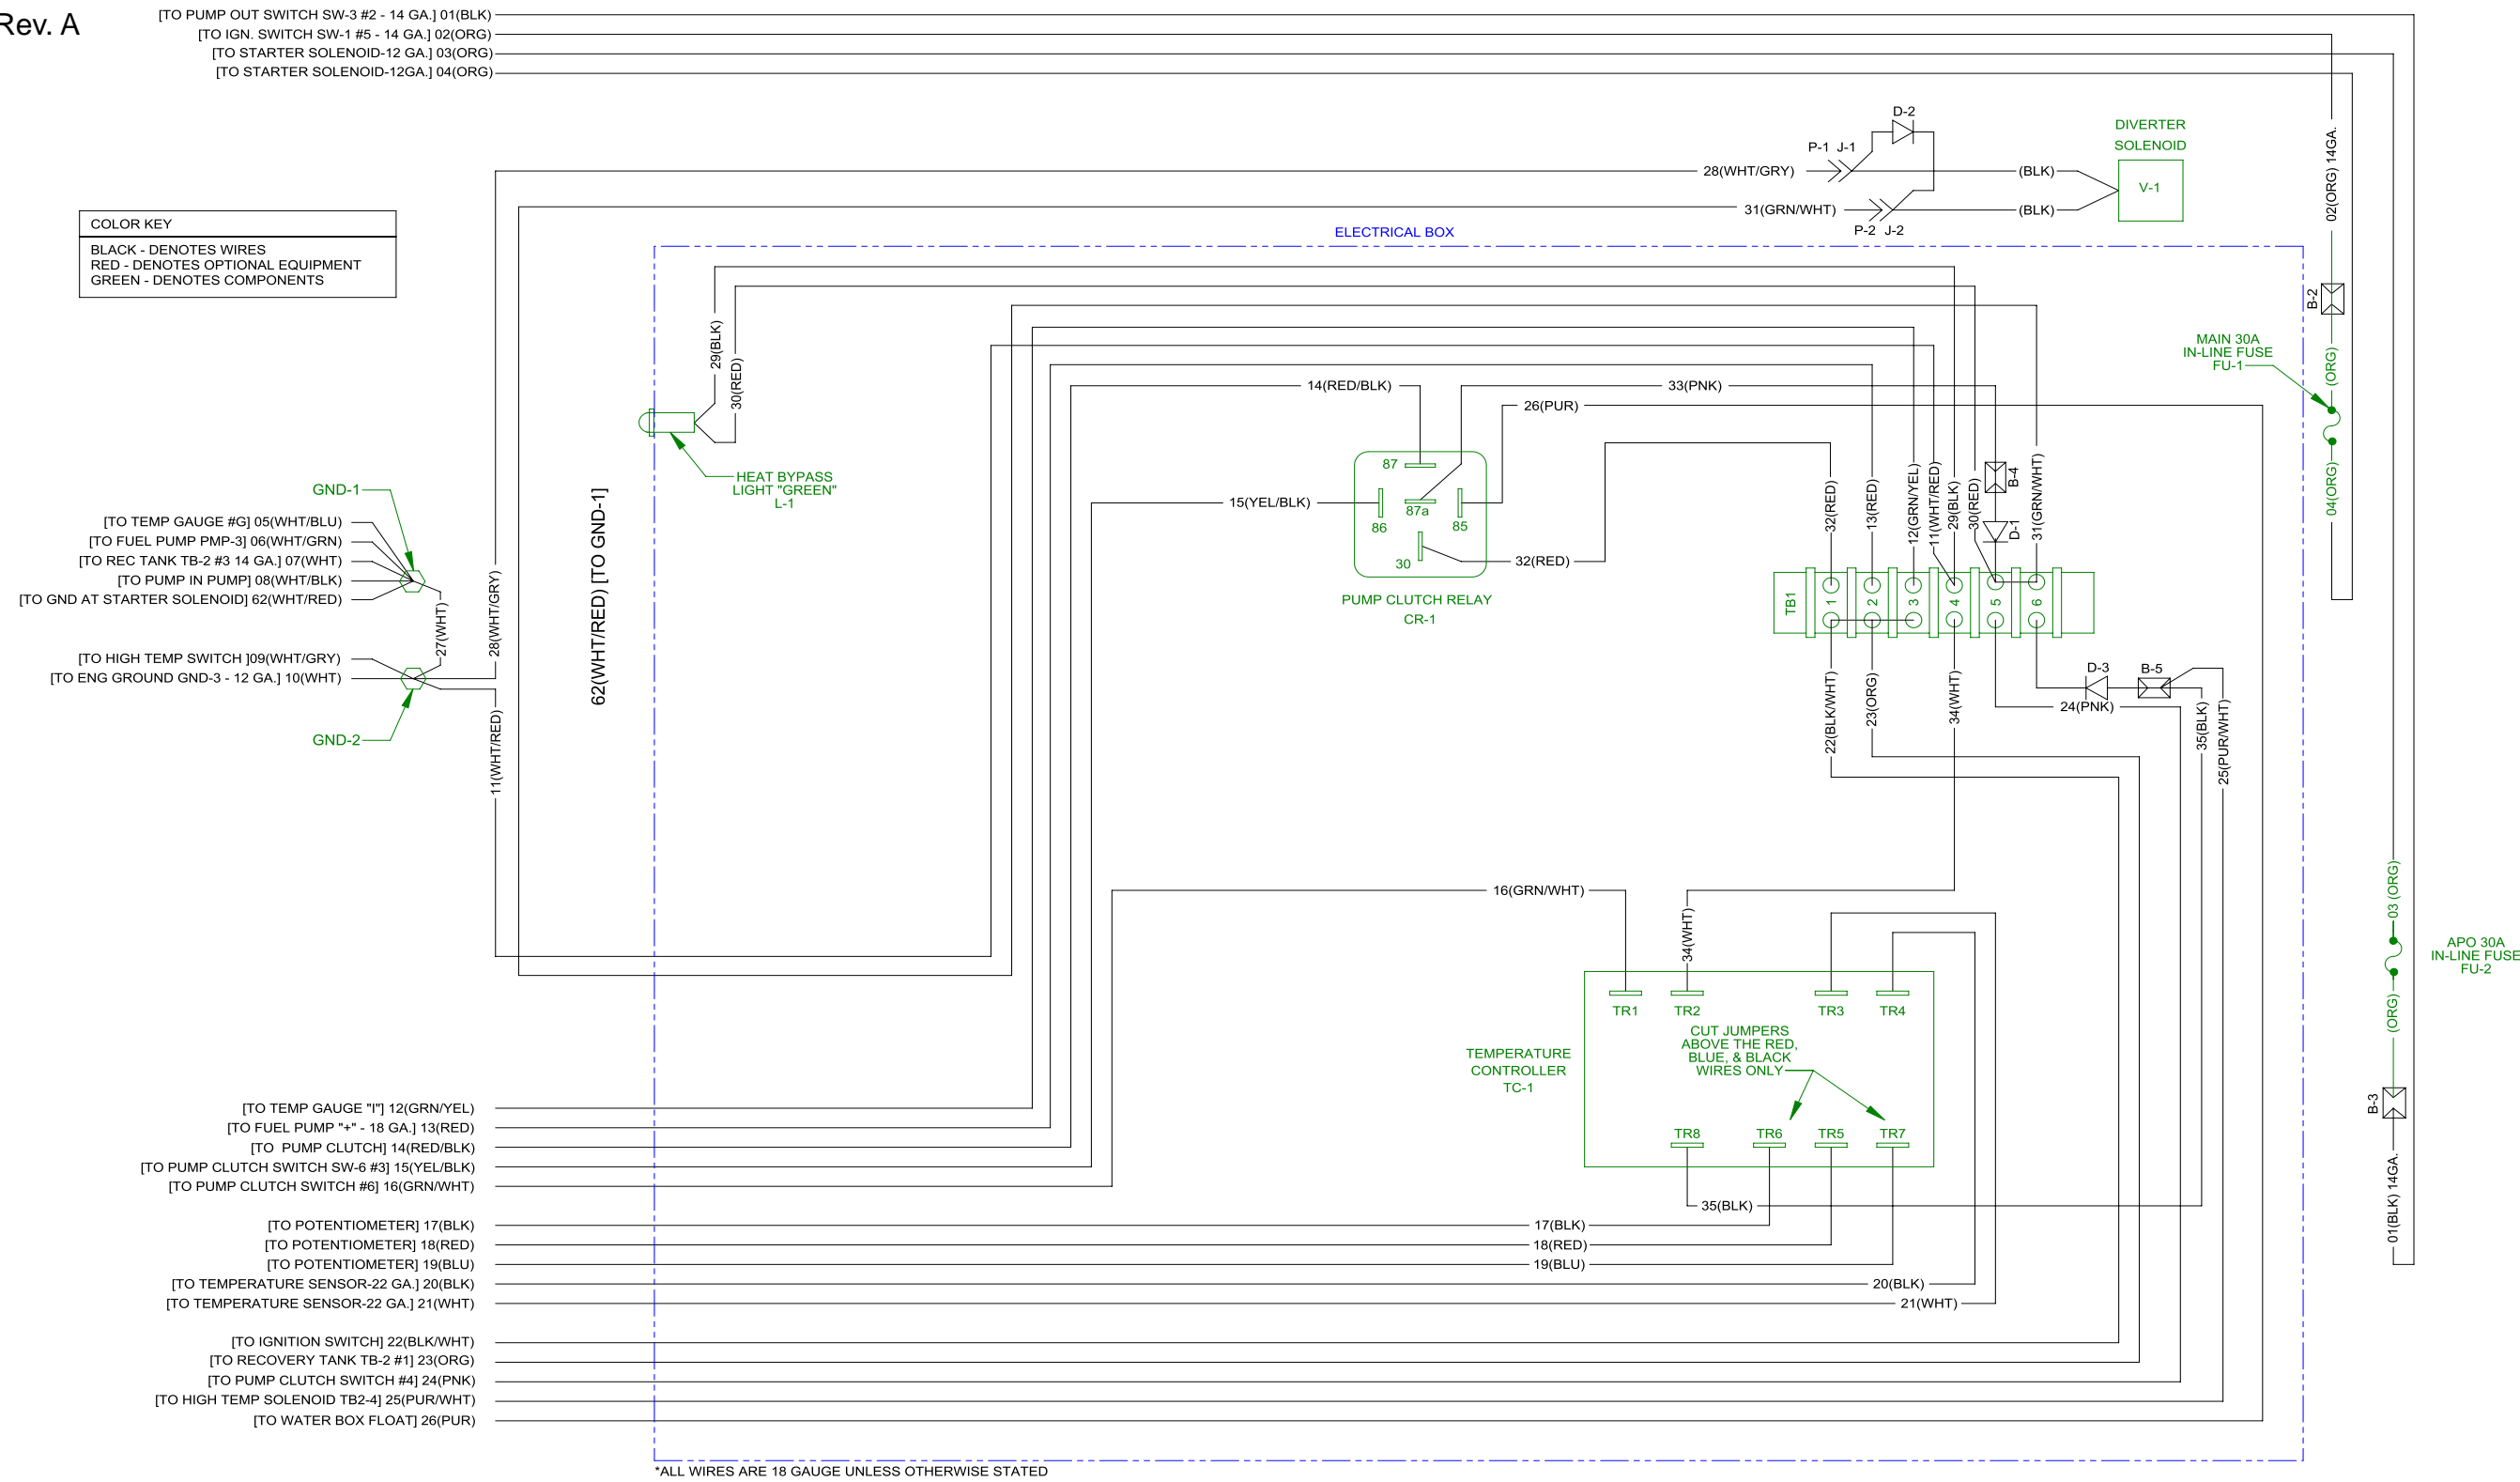 Rev. A
[TO PUMP OUT SWITCH SW-3 #2 - 14 GA.] 01(BLK)
[TO IGN. SWITCH SW-1 #5 - 14 GA.] 02(ORG)
[TO STARTER SOLENOID-12 GA.] 03(ORG)
[TO STARTER SOLENOID-12GA.] 04(ORG)
D-2
P-1 J-1
28(WHT/GRY)
(BLK)
DIVERTER
SOLENOID
V-1
31(GRN/WHT)
(BLK)
P-2 J-2
02(ORG) 14GA.
COLOR KEY
BLACK - DENOTES WIRES
RED - DENOTES OPTIONAL EQUIPMENT
GREEN - DENOTES COMPONENTS
ELECTRICAL BOX
B-2
MAIN 30A
IN-LINE FUSE
FU-1
(ORG)
04(ORG)
29(BLK)
30(RED)
HEAT BYPASS
LIGHT "GREEN"
L-1
14(RED/BLK)
33(PNK)
26(PUR)
15(YEL/BLK)
87
86
87a
85
30
32(RED)
PUMP CLUTCH RELAY
CR-1
32(RED)
13(RED)
12(GRN/YEL)
11(WHT/RED)
29(BLK)
30(RED)
B-4
D-1
31(GRN/WHT)
TB1
1
2
3
4
5
6
GND-1
[TO TEMP GAUGE #G] 05(WHT/BLU)
[TO FUEL PUMP PMP-3] 06(WHT/GRN)
[TO REC TANK TB-2 #3 14 GA.] 07(WHT)
[TO PUMP IN PUMP] 08(WHT/BLK)
[TO GND AT STARTER SOLENOID] 62(WHT/RED)
27(WHT)
28(WHT/GRY)
62(WHT/RED) [TO GND-1]
[TO HIGH TEMP SWITCH ]09(WHT/GRY)
[TO ENG GROUND GND-3 - 12 GA.] 10(WHT)
GND-2
11(WHT/RED)
22(BLK/WHT)
23(ORG)
34(WHT)
D-3
B-5
24(PNK)
35(BLK)
25(PUR/WHT)
16(GRN/WHT)
34(WHT)
03 (ORG)
APO 30A
IN-LINE FUSE
FU-2
(ORG)
B-3
01(BLK) 14GA.
TR1
TR2
TR3
TR4
CUT JUMPERS
ABOVE THE RED,
BLUE, & BLACK
WIRES ONLY
TEMPERATURE
CONTROLLER
TC-1
TR8
TR6
TR5
TR7
[TO TEMP GAUGE "I"] 12(GRN/YEL)
[TO FUEL PUMP "+" - 18 GA.] 13(RED)
[TO PUMP CLUTCH] 14(RED/BLK)
[TO PUMP CLUTCH SWITCH SW-6 #3] 15(YEL/BLK)
[TO PUMP CLUTCH SWITCH #6] 16(GRN/WHT)
35(BLK)
[TO POTENTIOMETER] 17(BLK)
17(BLK)
[TO POTENTIOMETER] 18(RED)
18(RED)
[TO POTENTIOMETER] 19(BLU)
19(BLU)
[TO TEMPERATURE SENSOR-22 GA.] 20(BLK)
20(BLK)
[TO TEMPERATURE SENSOR-22 GA.] 21(WHT)
21(WHT)
[TO IGNITION SWITCH] 22(BLK/WHT)
[TO RECOVERY TANK TB-2 #1] 23(ORG)
[TO PUMP CLUTCH SWITCH #4] 24(PNK)
[TO HIGH TEMP SOLENOID TB2-4] 25(PUR/WHT)
[TO WATER BOX FLOAT] 26(PUR)
*ALL WIRES ARE 18 GAUGE UNLESS OTHERWISE STATED